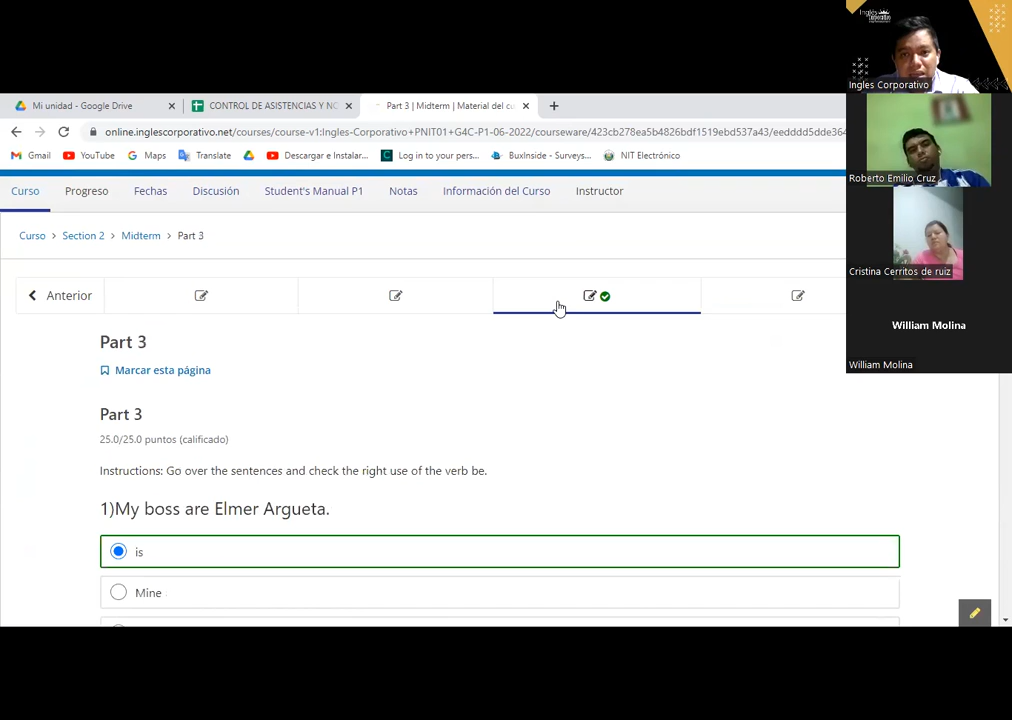 Mi unidad - Google Drive
CONTROL DE ASISTENCIAS Y NC
Part 3 | Midterm | Material del cu
online.inglescorporativo.net/courses/course-v1:Ingles-Corporativo+PNIT01+G4C-P1-06-2022/courseware/423cb278ea5b4826bdf1519ebd537a43/eedddd5dde364
Gmail YouTube Maps Translate Descargar e Instalar... Log in to your pers... BuxInside - Surveys... NIT Electrónico
Curso Progreso Fechas Discusión Student's Manual P1 Notas Información del Curso Instructor
Curso > Section 2 > Midterm > Part 3
Anterior
Part 3
Marcar esta página
Part 3
25.0/25.0 puntos (calificado)
Instructions: Go over the sentences and check the right use of the verb be.
1)My boss are Elmer Argueta.
is
Mine
Inglés
Corporativo
Ingles Corporativo
Roberto Emilio Cruz
Cristina Cerritos de ruiz
William Molina
William Molina